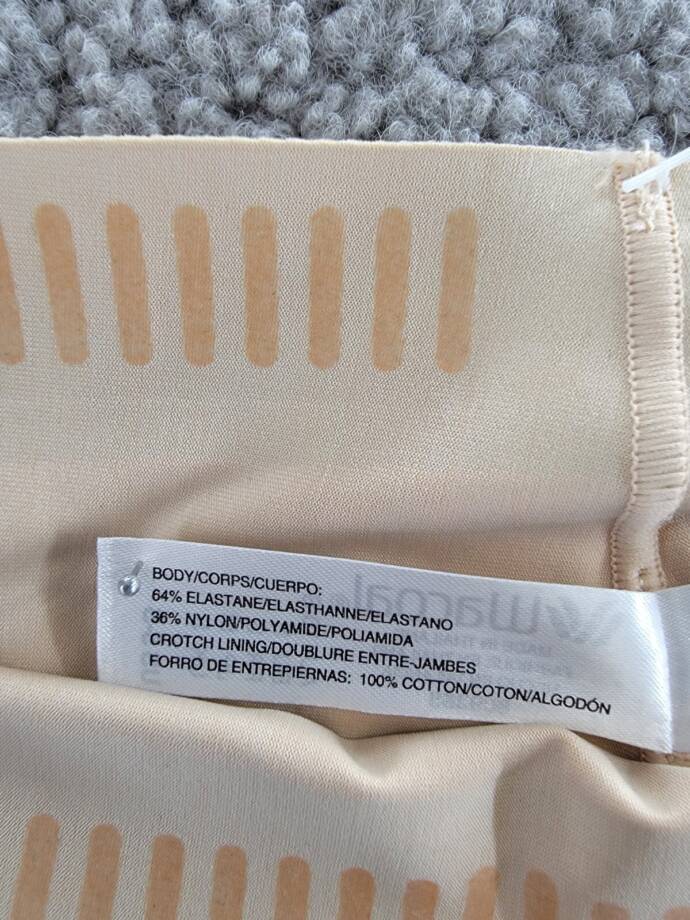 BODY/CORPS/CUERPO:
64% ELASTANE/ELASTHANNE/ELASTANO
36% NYLON/POLYAMIDE/POLIAMIDA
CROTCH LINING/DOUBLURE ENTRE-JAMBES
FORRO DE ENTREPIERNAS: 100% COTTON/COTON/ALGODÓN
Wacoal